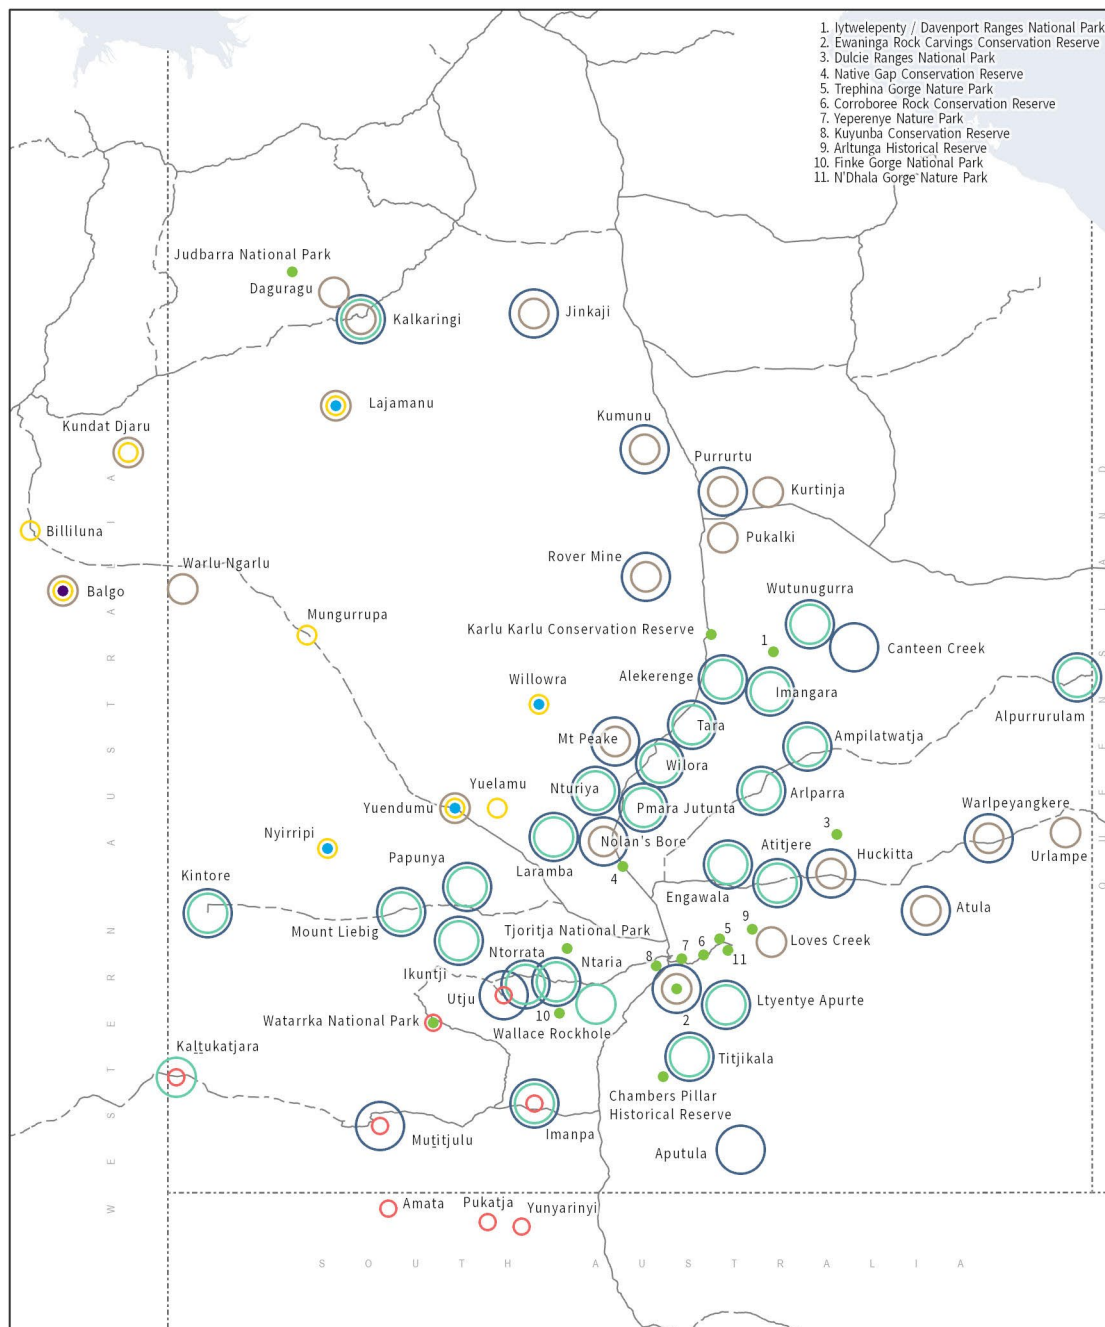 1. Iytwelepenty / Davenport Ranges National Park
2. Ewaninga Rock Carvings Conservation Reserve
3. Dulcie Ranges National Park
4. Native Gap Conservation Reserve
5. Trephina Gorge Nature Park
6. Corroboree Rock Conservation Reserve
7. Yeperenye Nature Park
8. Kuyunba Conservation Reserve
9. Arltunga Historical Reserve
10. Finke Gorge National Park
11. N'Dhala Gorge Nature Park
Judbarra National Park
Daguragu
Kalkaringi
Jinkaji
Lajamanu
Kumunu
Kundat Djaru
Purrurtu
Kurtinja
Billiluna
Pukalki
Rover Mine
Warlu Ngarlu
Balgo
Wutunugurra
Mungurrupa
Karlu Karlu Conservation Reserve
1
Canteen Creek
Alekerenge
Willowra
Imangara
Alpurrurulam
Tara
Mt Peake
Ampilatwatja
Wilora
Yuelamu
Nturiya
Arlparra
Yuendumu
Pmara Jutunta
Warlpeyangkere
Nyirripi
3
Nolan's Bore
Atitjere
Urlampe
Papunya
Huckitta
Laramba
4
Kintore
Engawala
Atula
Mount Liebig
Tjoritja National Park
5
9
Loves Creek
Ntorrata
7
6
11
8
Ntaria
Ikuntji
Utju
Ltyentye Apurte
Watarrka National Park
10
2
Wallace Rockhole
Kaḻṯukatjara
Titjikala
Chambers Pillar
Historical Reserve
Imanpa
Muṯitjulu
Aputula
Amata
Pukatja
Yunyarinyi
WESTERN AUSTRALIA
QUEENSLAND
SOUTH AUSTRALIA